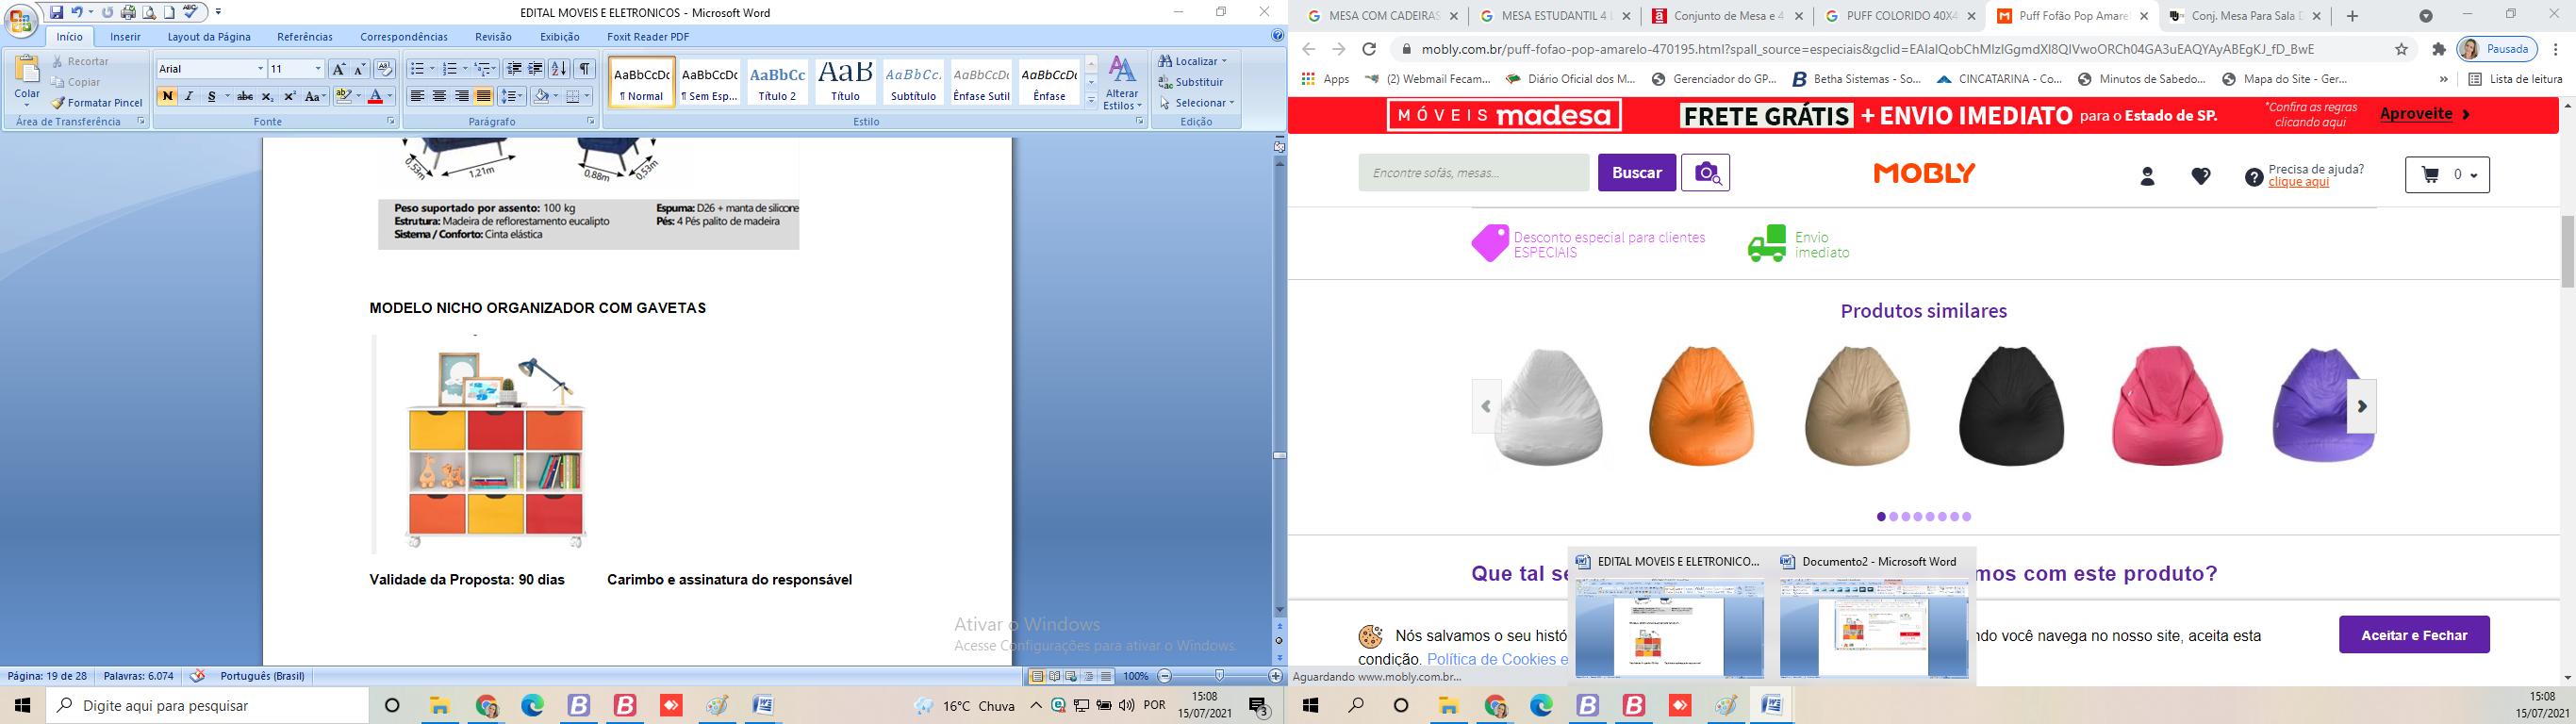 EDITAL MOVEIS E ELETRONICOS - Microsoft Word
Início Inserir Layout da Página Referências Correspondências Revisão Exibição Foxit Reader PDF
Colar
Recortar
Copiar
Formatar Pincel
Área de Transferência
Arial 11
N I S abc x₂ x² Aa
Fonte
Parágrafo
AaBbCcDc AaBbCcDc AaBbCc AaB AaBbCc. AaBbCcDc AaBbCcDc
¶ Normal ¶ Sem Esp... Título 2 Título Subtítulo Ênfase Sutil Ênfase
Alterar Estilos
Estilo
Localizar
Substituir
Selecionar
Edição
0,53m 1,21m 0,88m 0,53m
Peso suportado por assento: 100 kg Espuma: D26 + manta de silicone
Estrutura: Madeira de reflorestamento eucalipto Pés: 4 Pés palito de madeira
Sistema / Conforto: Cinta elástica
MODELO NICHO ORGANIZADOR COM GAVETAS
Validade da Proposta: 90 dias Carimbo e assinatura do responsável
Ativar o Windows
Acesse Configurações para ativar o Windows.
Página: 19 de 28 Palavras: 6.074 Português (Brasil) 100%
Digite aqui para pesquisar
16°C Chuva POR 15:08
15/07/2021 3
MESA COM CADEIRAS MESA ESTUDANTIL 4 Conjunto de Mesa e 4 PUFF COLORIDO 40X4 Puff Fofão Pop Amare Conj. Mesa Para Sala D
mobly.com.br/puff-fofao-pop-amarelo-470195.html?spall_source=especiais&gclid=EAIaIQobChMIzIGgmdXl8QIVwoORCh04GA3uEAQYAyABEgKJ_fD_BwE
Pausada
Apps (2) Webmail Fecam... Diário Oficial dos M... Gerenciador do GP... Betha Sistemas - So... CINCATARINA - Co... Minutos de Sabedo... Mapa do Site - Ger... » Lista de leitura
MÓVEIS madesa FRETE GRÁTIS + ENVIO IMEDIATO para o Estado de SP. *Confira as regras clicando aqui Aproveite
Encontre sofás, mesas... Buscar MOBLY Precisa de ajuda? clique aqui 0
Desconto especial para clientes ESPECIAIS
Envio imediato
Produtos similares
Que tal se
mos com este produto?
EDITAL MOVEIS E ELETRONICO... Documento2 - Microsoft Word
Nós salvamos o seu histó
ndo você navega no nosso site, aceita esta
condição. Política de Cookies e
Aceitar e Fechar
Aguardando www.mobly.com.br...
15:08
15/07/2021